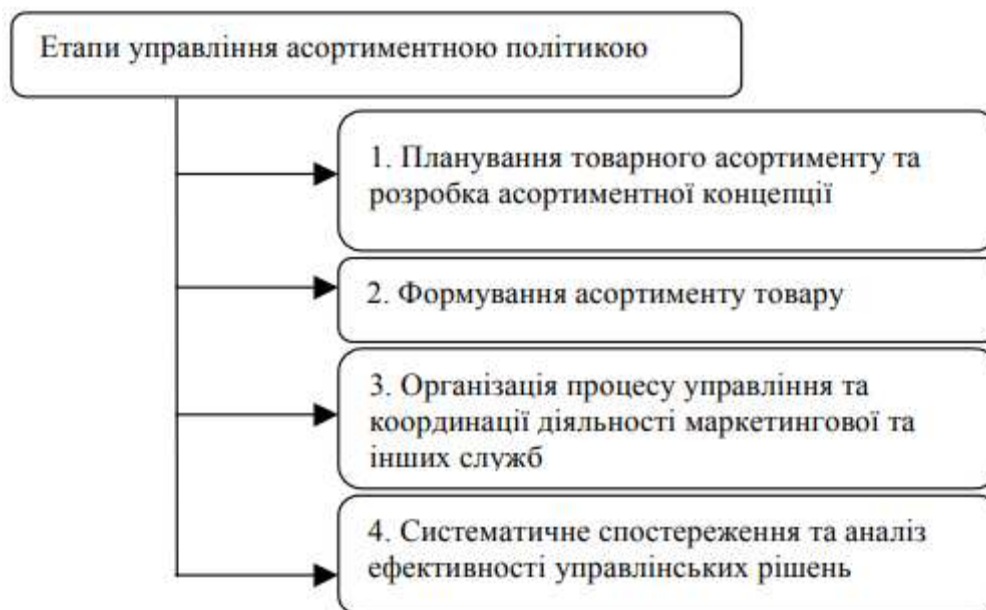 Етапи управління асортиментною політикою
1. Планування товарного асортименту та
розробка асортиментної концепції
2. Формування асортименту товару
3. Організація процесу управління та
координації діяльності маркетингової та
інших служб
4. Систематичне спостереження та аналіз
ефективності управлінських рішень